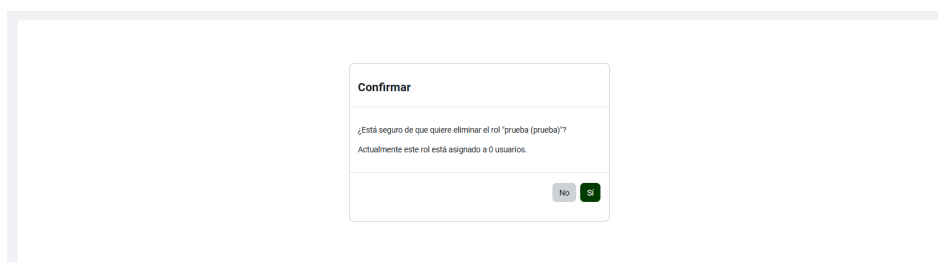 Confirmar
¿Está seguro de que quiere eliminar el rol "prueba (prueba)"?
Actualmente este rol está asignado a 0 usuarios.
No Sí